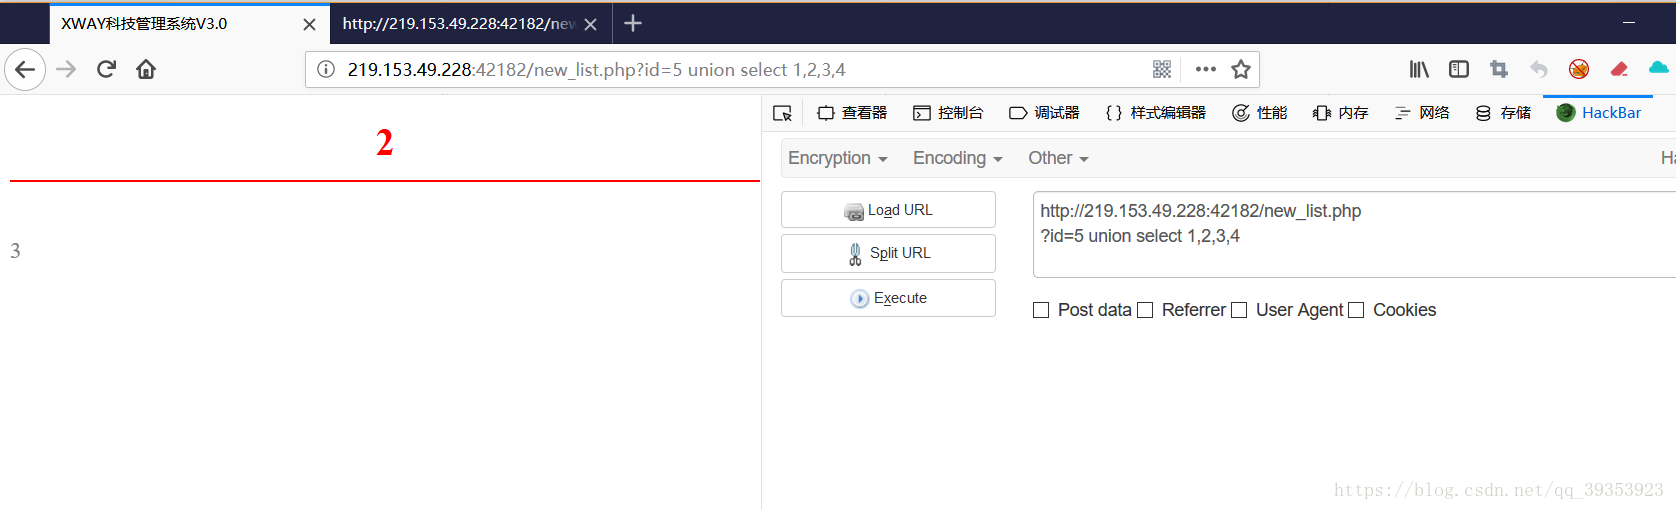 XWAY科技管理系统V3.0
http://219.153.49.228:42182/new
219.153.49.228:42182/new_list.php?id=5 union select 1,2,3,4
2
3
查看器 控制台 调试器 样式编辑器 性能 内存 网络 存储 HackBar
Encryption Encoding Other Ha
Load URL
Split URL
Execute
http://219.153.49.228:42182/new_list.php
?id=5 union select 1,2,3,4
Post data Referrer User Agent Cookies
https://blog.csdn.net/qq_39353923